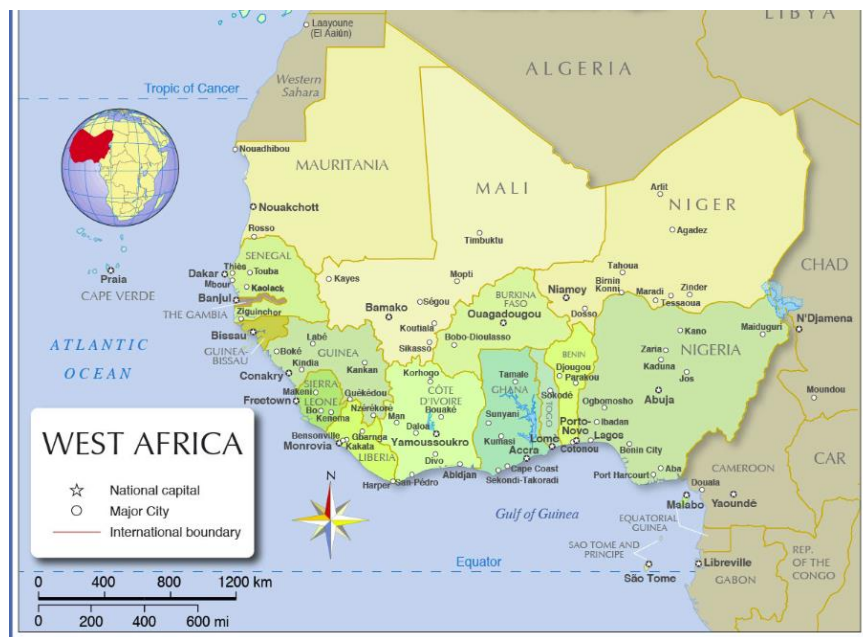 LIBYA
Laayoune
(El Aaiún)
ALGERIA
Western
Sahara
Tropic of Cancer
Nouadhibou
MAURITANIA
MALI
NIGER
Arlit
Nouakchott
Agadez
Rosso
Timbuktu
SENEGAL
CHAD
Praia
CAPE VERDE
Thiès
Dakar
Touba
Mbour
Kaolack
Kayes
Mopti
Tahoua
Birnin
Konni
Zinder
Maradi
Tessaoua
Niamey
Dosso
Banjul
THE GAMBIA
Ziguinchor
Ségou
Bamako
BURKINA
FASO
Ouagadougou
Koutiala
Sikasso
Bobo-Dioulasso
N'Djamena
Maiduguri
Kano
NIGERIA
Zaria
Kaduna
Jos
Abuja
Bissau
GUINEA-
BISSAU
Labé
Boké
GUINEA
Kindia
Kankan
Conakry
BENIN
Djougou
Parakou
Tamale
GHANA
Korhogo
CÔTE
D'IVOIRE
Bouaké
SIERRA
LEONE
Makeni
Freetown
Bo
Kenema
Guékédou
Nzérékoré
Man
Daloa
Yamoussoukro
Sunyani
Kumasi
Sokodé
TOGO
Ogbomosho
Ibadan
Moundou
ATLANTIC
OCEAN
Bensonville
Monrovia
Gbarnga
Kakata
LIBERIA
Divo
Harper
San-Pédro
Abidjan
Lomé
Accra
Cape Coast
Sekondi-Takoradi
Porto-
Novo
Cotonou
Lagos
Benin City
Aba
Port Harcourt
CAMEROON
CAR
Douala
Malabo
Yaoundé
Gulf of Guinea
EQUATORIAL
GUINEA
SAO TOME AND
PRINCIPE
São Tome
Libreville
GABON
REP.
OF THE
CONGO
Equator
WEST AFRICA
National capital
Major City
International boundary
N
0 400 800 1200 km
0 200 400 600 mi